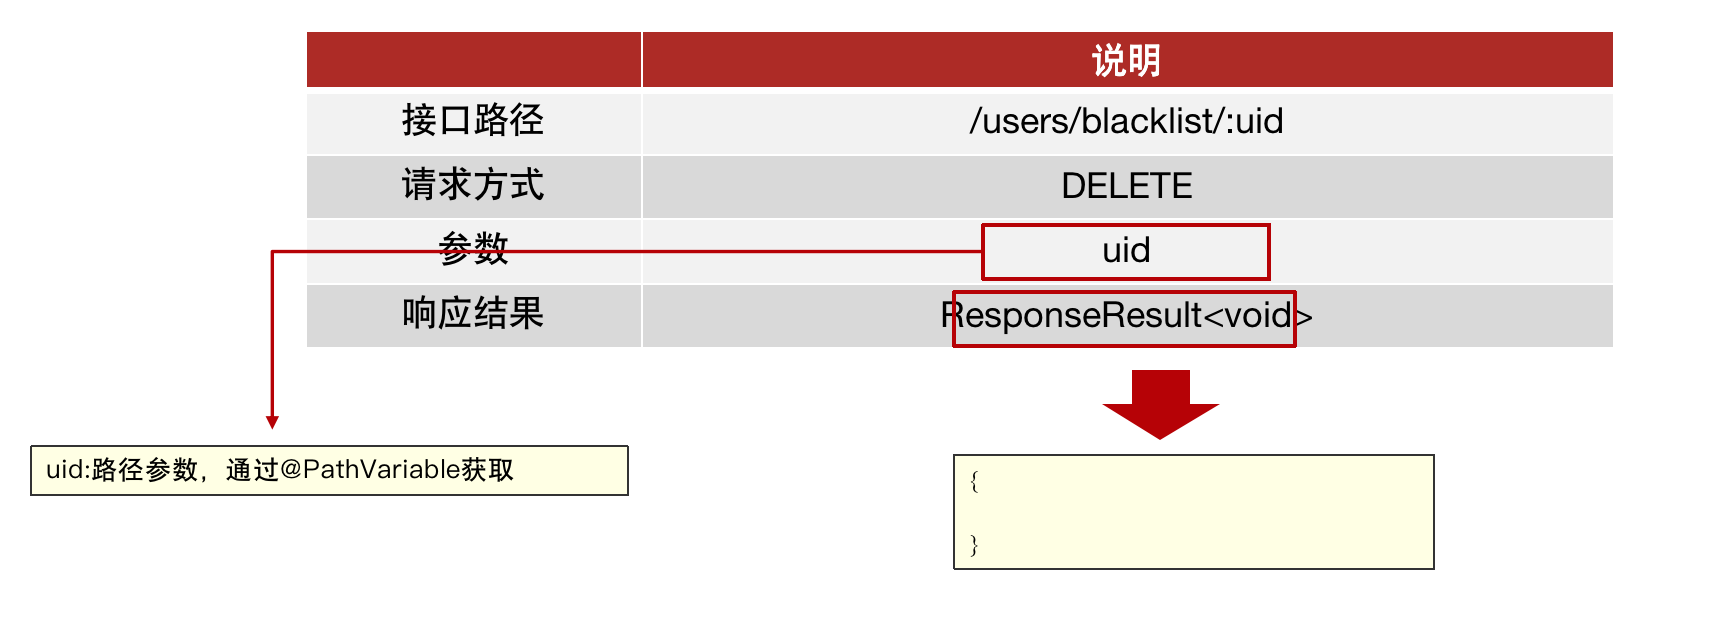 说明
接口路径 /users/blacklist/:uid
请求方式 DELETE
参数 uid
响应结果 ResponseResult<void>
uid:路径参数，通过@PathVariable获取
{
}